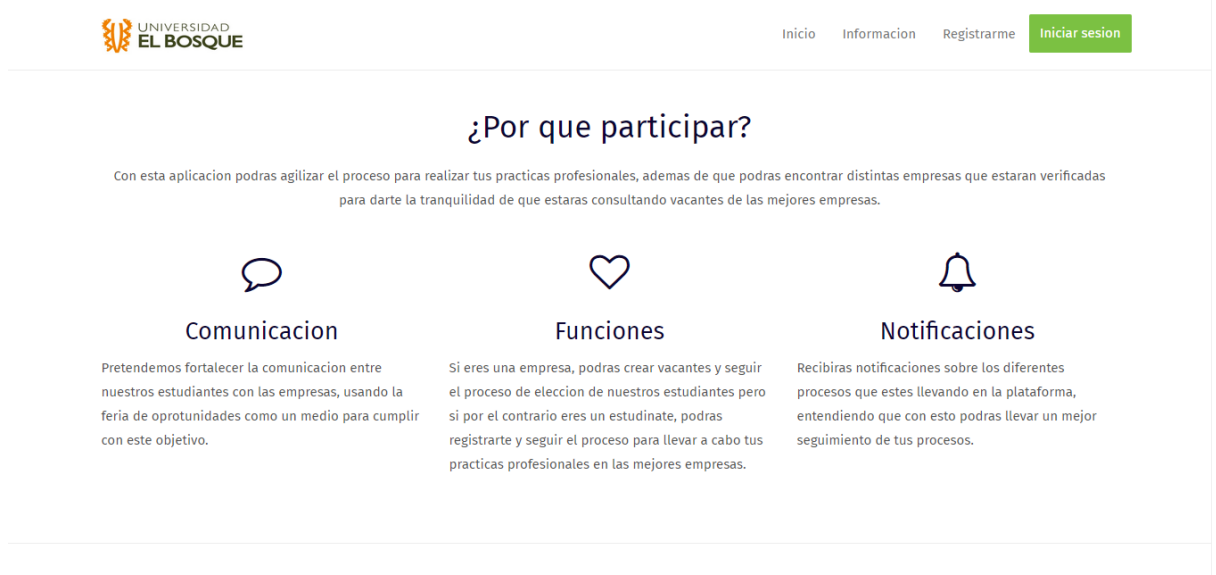 UNIVERSIDAD
EL BOSQUE
Inicio Informacion Registrarme Iniciar sesion
¿Por que participar?
Con esta aplicacion podras agilizar el proceso para realizar tus practicas profesionales, ademas de que podras encontrar distintas empresas que estaran verificadas
para darte la tranquilidad de que estaras consultando vacantes de las mejores empresas.
Comunicacion
Pretendemos fortalecer la comunicacion entre
nuestros estudiantes con las empresas, usando la
feria de oprotunidades como un medio para cumplir
con este objetivo.
Funciones
Si eres una empresa, podras crear vacantes y seguir
el proceso de eleccion de nuestros estudiantes pero
si por el contrario eres un estudinate, podras
registrarte y seguir el proceso para llevar a cabo tus
practicas profesionales en las mejores empresas.
Notificaciones
Recibiras notificaciones sobre los diferentes
procesos que estes llevando en la plataforma,
entendiendo que con esto podras llevar un mejor
seguimiento de tus procesos.